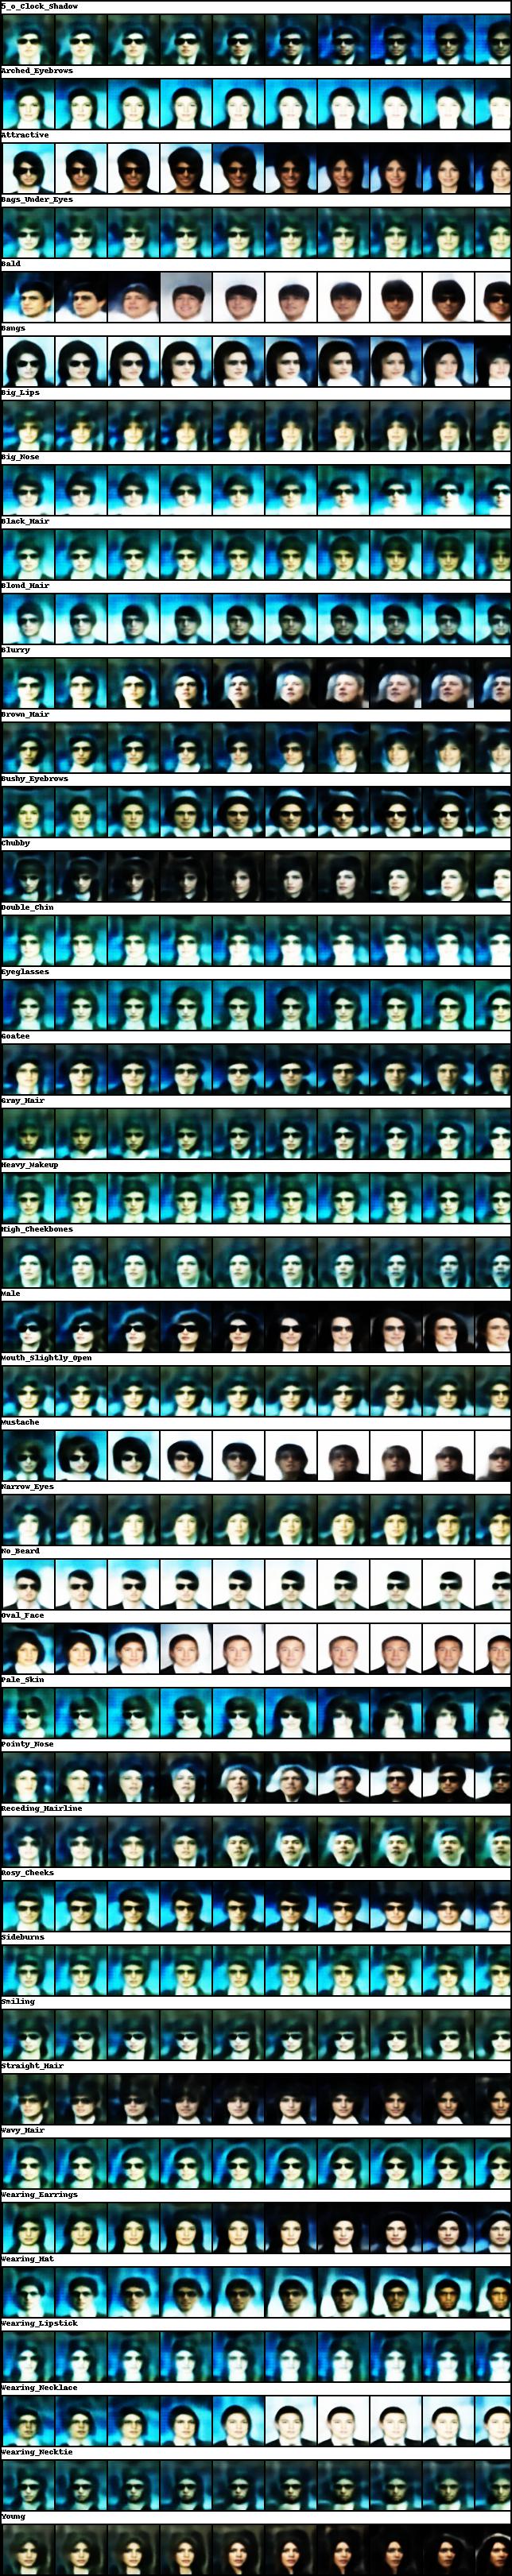 5_o_Clock_Shadow
Arched_Eyebrows
Attractive
Bags_Under_Eyes
Bald
Bangs
Big_Lips
Big_Nose
Black_Hair
Blond_Hair
Blurry
Brown_Hair
Bushy_Eyebrows
Chubby
Double_Chin
Eyeglasses
Goatee
Gray_Hair
Heavy_Makeup
High_Cheekbones
Male
Mouth_Slightly_Open
Mustache
Narrow_Eyes
No_Beard
Oval_Face
Pale_Skin
Pointy_Nose
Receding_Hairline
Rosy_Cheeks
Sideburns
Smiling
Straight_Hair
Wavy_Hair
Wearing_Earrings
Wearing_Hat
Wearing_Lipstick
Wearing_Necklace
Wearing_Necktie
Young